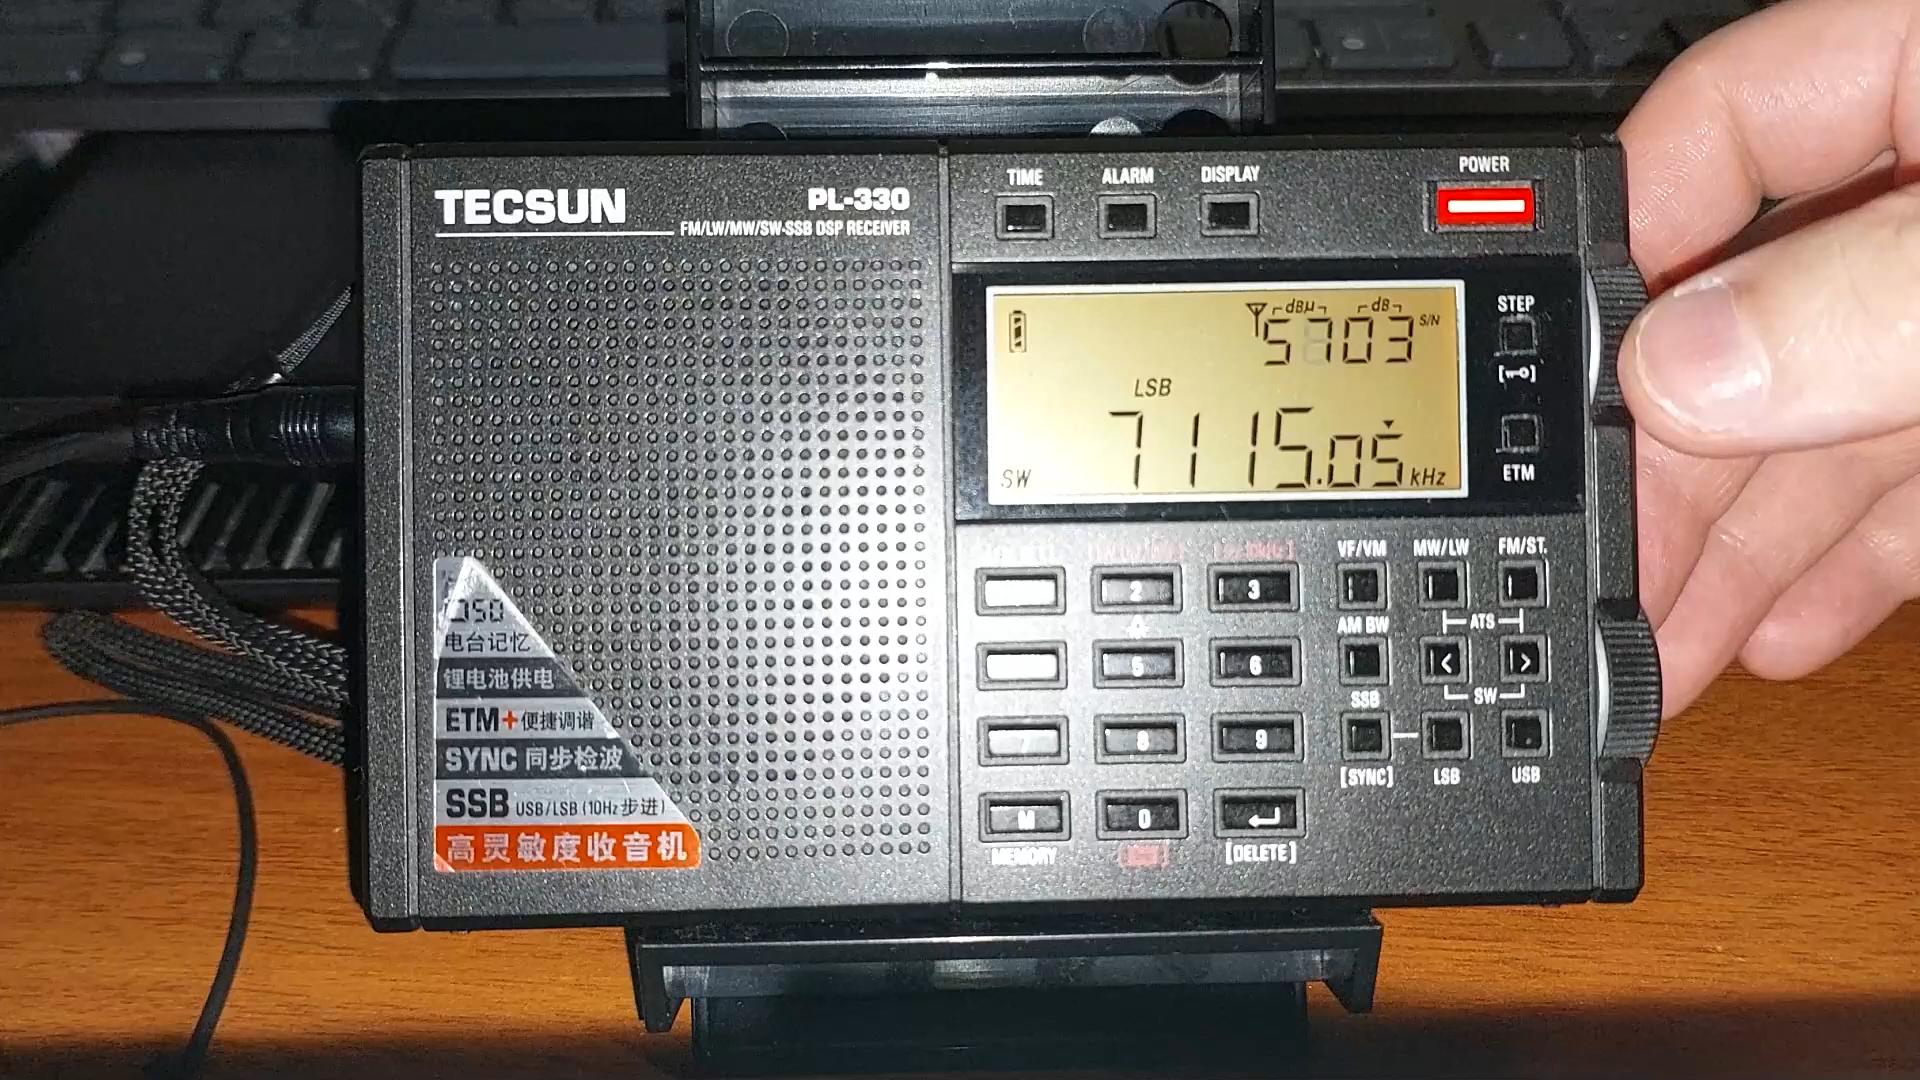 TIME ALARM DISPLAY POWER
TECSUN PL-330
FM/LW/MW/SW-SSB DSP RECEIVER
STEP
dBµ dB
S/N
LSB
7115.05 kHz
SW
ETM
VF/VM MW/LW FM/ST.
2 3
AM BW ATS
5 6 < >
SSB SW
7 8 9
[SYNC] LSB USB
M 0
MEMORY [DELETE]
电台记忆
锂电池供电
ETM+便捷调谐
SYNC 同步检波
SSB USB/LSB (10Hz步进)
高灵敏度收音机